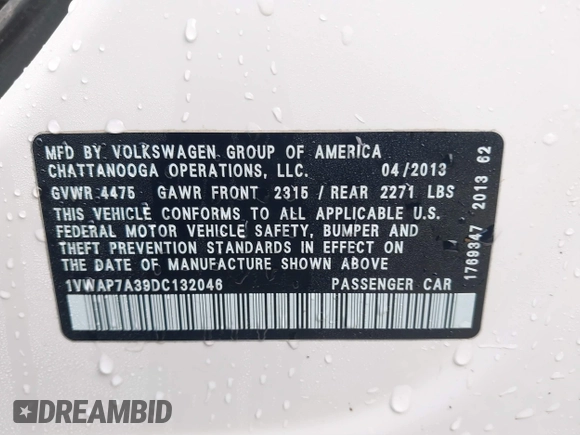 MFD BY VOLKSWAGEN GROUP OF AMERICA
CHATTANOOGA OPERATIONS, LLC. 04/2013
GVWR 4475 GAWR FRONT 2315 / REAR 2271 LBS
THIS VEHICLE CONFORMS TO ALL APPLICABLE U.S.
FEDERAL MOTOR VEHICLE SAFETY, BUMPER AND
THEFT PREVENTION STANDARDS IN EFFECT ON
THE DATE OF MANUFACTURE SHOWN ABOVE.
1VWAP7A39DC132046 PASSENGER CAR
1769347 2013 62
DREAMBID